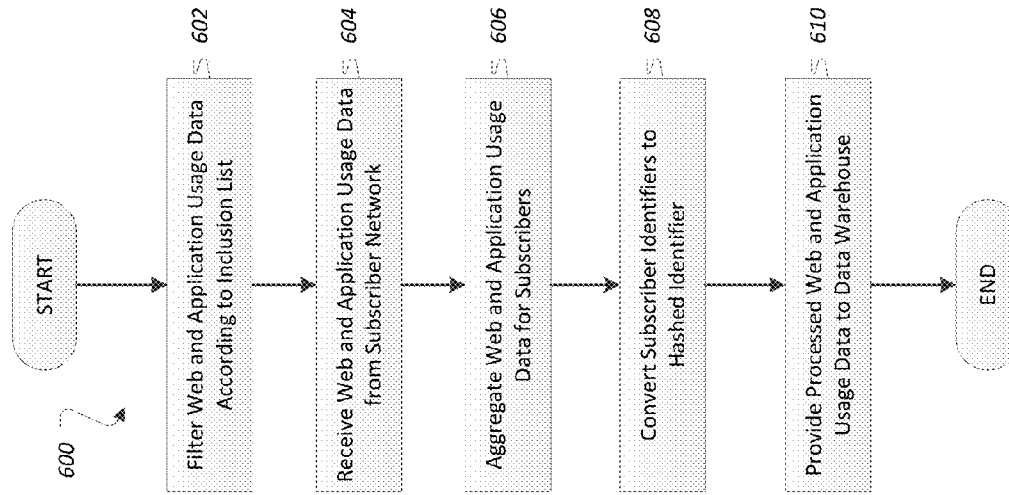 600
START
Filter Web and Application Usage Data
According to Inclusion List
602
Receive Web and Application Usage Data
from Subscriber Network
604
Aggregate Web and Application Usage
Data for Subscribers
606
Convert Subscriber Identifiers to
Hashed Identifier
608
Provide Processed Web and Application
Usage Data to Data Warehouse
610
END